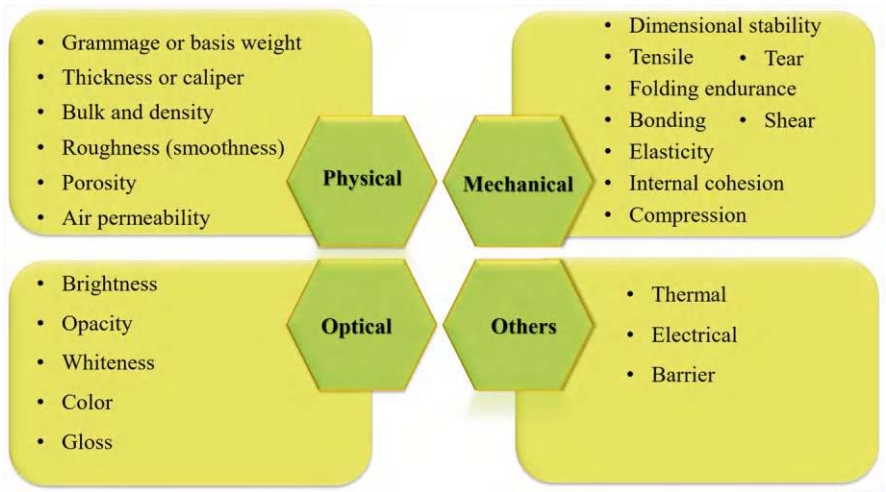 • Grammage or basis weight
• Thickness or caliper
• Bulk and density
• Roughness (smoothness)
• Porosity
• Air permeability
Physical
• Dimensional stability
• Tensile • Tear
• Folding endurance
• Bonding • Shear
• Elasticity
• Internal cohesion
• Compression
Mechanical
• Brightness
• Opacity
• Whiteness
• Color
• Gloss
Optical
• Thermal
• Electrical
• Barrier
Others